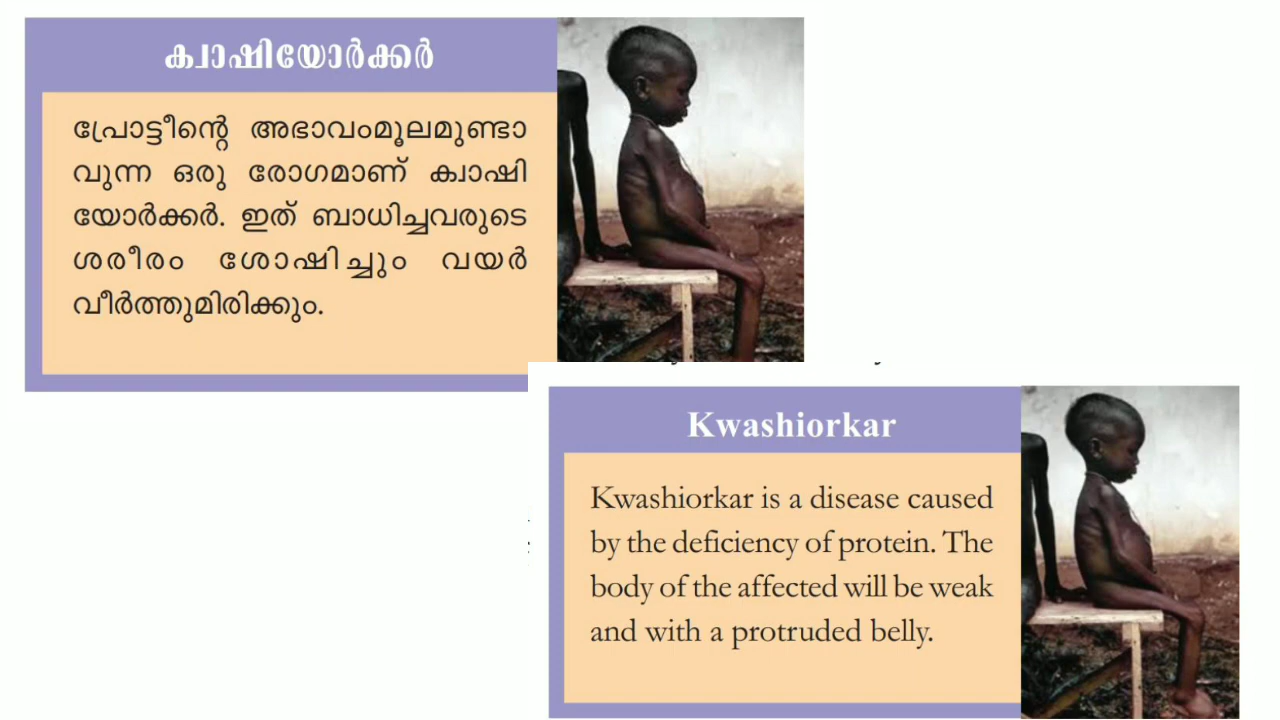 ക്വാഷിയോർക്കർ
പ്രോട്ടീന്റെ അഭാവംമൂലമുണ്ടാ
വുന്ന ഒരു രോഗമാണ് ക്വാഷി
യോർക്കർ. ഇത് ബാധിച്ചവരുടെ
ശരീരം ശോഷിച്ചും വയർ
വീർത്തുമിരിക്കും.
Kwashiorkar
Kwashiorkar is a disease caused
by the deficiency of protein. The
body of the affected will be weak
and with a protruded belly.